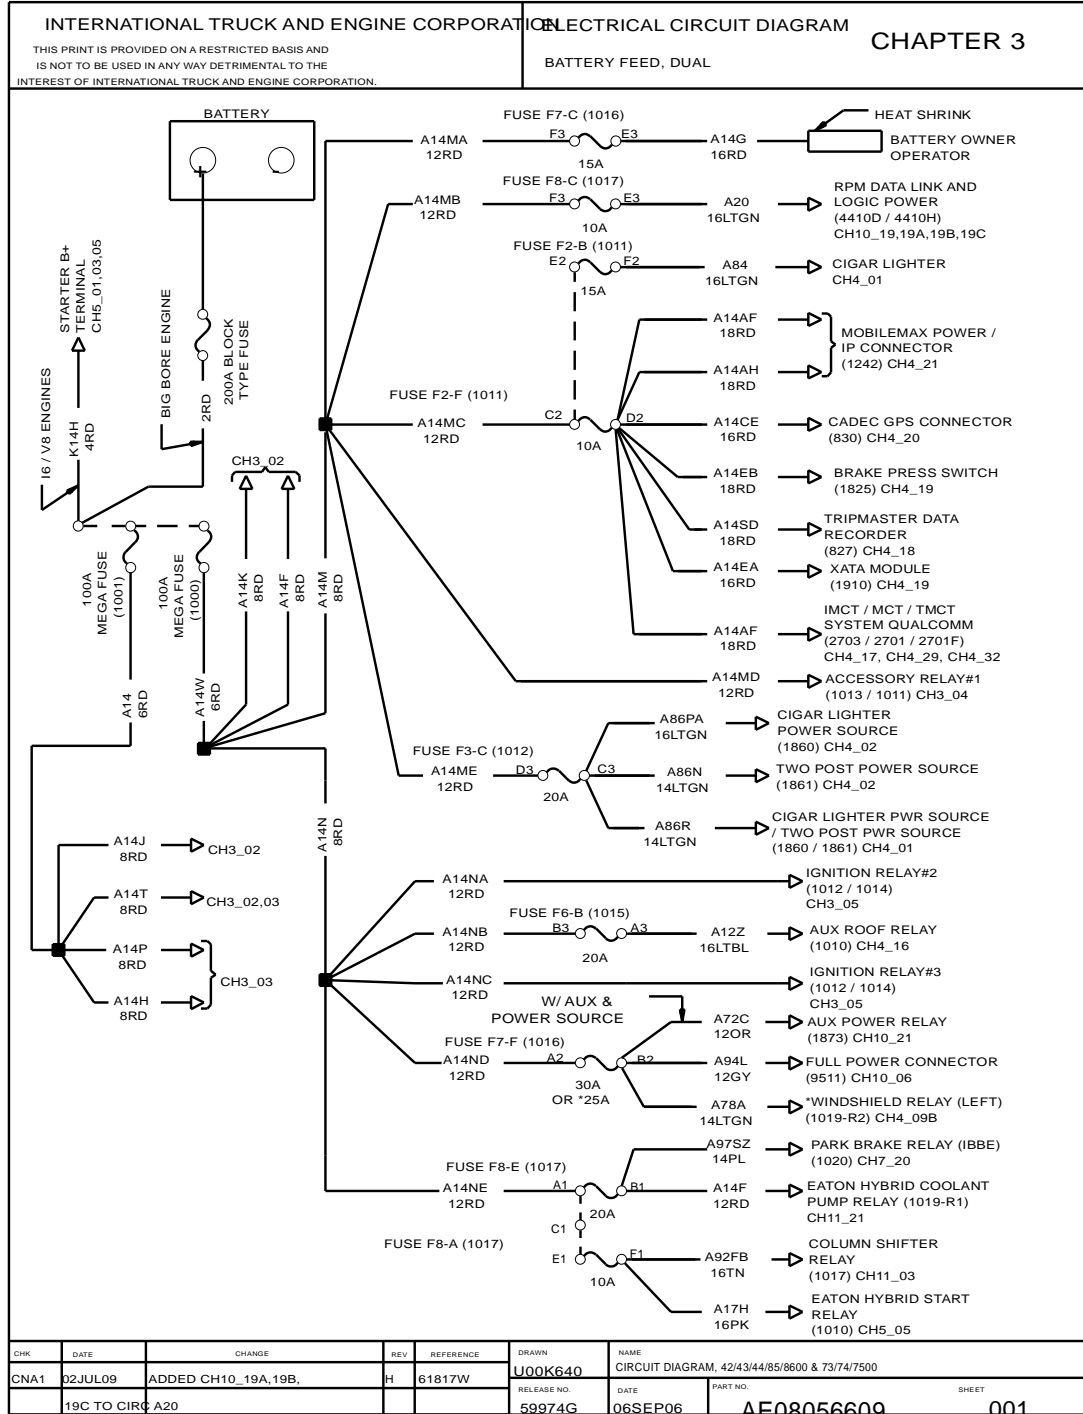 INTERNATIONAL TRUCK AND ENGINE CORPORATION
THIS PRINT IS PROVIDED ON A RESTRICTED BASIS AND
IS NOT TO BE USED IN ANY WAY DETRIMENTAL TO THE
INTEREST OF INTERNATIONAL TRUCK AND ENGINE CORPORATION.
ELECTRICAL CIRCUIT DIAGRAM
BATTERY FEED, DUAL
CHAPTER 3
BATTERY
+
-
STARTER B+
TERMINAL
CH5_01,03,05
I6 / V8 ENGINES
K14H
4RD
BIG BORE ENGINE
2RD
200A BLOCK
TYPE FUSE
CH3_02
100A
MEGA FUSE
(1001)
100A
MEGA FUSE
(1000)
A14K
8RD
A14F
8RD
A14M
8RD
A14
6RD
A14W
6RD
A14N
8RD
A14J
8RD
CH3_02
A14T
8RD
CH3_02,03
A14P
8RD
A14H
8RD
CH3_03
FUSE F7-C (1016)
A14MA
12RD
F3
E3
15A
A14G
16RD
HEAT SHRINK
BATTERY OWNER
OPERATOR
FUSE F8-C (1017)
A14MB
12RD
F3
E3
10A
A20
16LTGN
RPM DATA LINK AND
LOGIC POWER
(4410D / 4410H)
CH10_19,19A,19B,19C
FUSE F2-B (1011)
E2
F2
15A
A84
16LTGN
CIGAR LIGHTER
CH4_01
A14AF
18RD
A14AH
18RD
MOBILEMAX POWER /
IP CONNECTOR
(1242) CH4_21
FUSE F2-F (1011)
A14MC
12RD
C2
D2
10A
A14CE
16RD
CADEC GPS CONNECTOR
(830) CH4_20
A14EB
18RD
BRAKE PRESS SWITCH
(1825) CH4_19
A14SD
18RD
TRIPMASTER DATA
RECORDER
(827) CH4_18
A14EA
16RD
XATA MODULE
(1910) CH4_19
A14AF
18RD
IMCT / MCT / TMCT
SYSTEM QUALCOMM
(2703 / 2701 / 2701F)
CH4_17, CH4_29, CH4_32
A14MD
12RD
ACCESSORY RELAY#1
(1013 / 1011) CH3_04
A86PA
16LTGN
CIGAR LIGHTER
POWER SOURCE
(1860) CH4_02
FUSE F3-C (1012)
A14ME
12RD
D3
C3
20A
A86N
14LTGN
TWO POST POWER SOURCE
(1861) CH4_02
A86R
14LTGN
CIGAR LIGHTER PWR SOURCE
/ TWO POST PWR SOURCE
(1860 / 1861) CH4_01
A14NA
12RD
IGNITION RELAY#2
(1012 / 1014)
CH3_05
FUSE F6-B (1015)
A14NB
12RD
B3
A3
20A
A12Z
16LTBL
AUX ROOF RELAY
(1010) CH4_16
A14NC
12RD
IGNITION RELAY#3
(1012 / 1014)
CH3_05
W/ AUX &
POWER SOURCE
A72C
12OR
AUX POWER RELAY
(1873) CH10_21
FUSE F7-F (1016)
A14ND
12RD
A2
B2
30A
OR *25A
A94L
12GY
FULL POWER CONNECTOR
(9511) CH10_06
A78A
14LTGN
*WINDSHIELD RELAY (LEFT)
(1019-R2) CH4_09B
A97SZ
14PL
PARK BRAKE RELAY (IBBE)
(1020) CH7_20
FUSE F8-E (1017)
A14NE
12RD
A1
B1
20A
A14F
12RD
EATON HYBRID COOLANT
PUMP RELAY (1019-R1)
CH11_21
C1
FUSE F8-A (1017)
E1
F1
10A
A92FB
16TN
COLUMN SHIFTER
RELAY
(1017) CH11_03
A17H
16PK
EATON HYBRID START
RELAY
(1010) CH5_05
CHK DATE CHANGE REV REFERENCE
CNA1 02JUL09 ADDED CH10_19A,19B, H 61817W
19C TO CIRC A20
DRAWN
U00K640
NAME
CIRCUIT DIAGRAM, 42/43/44/85/8600 & 73/74/7500
RELEASE NO.
59974G
DATE
06SEP06
PART NO.
AE08056609
SHEET
001